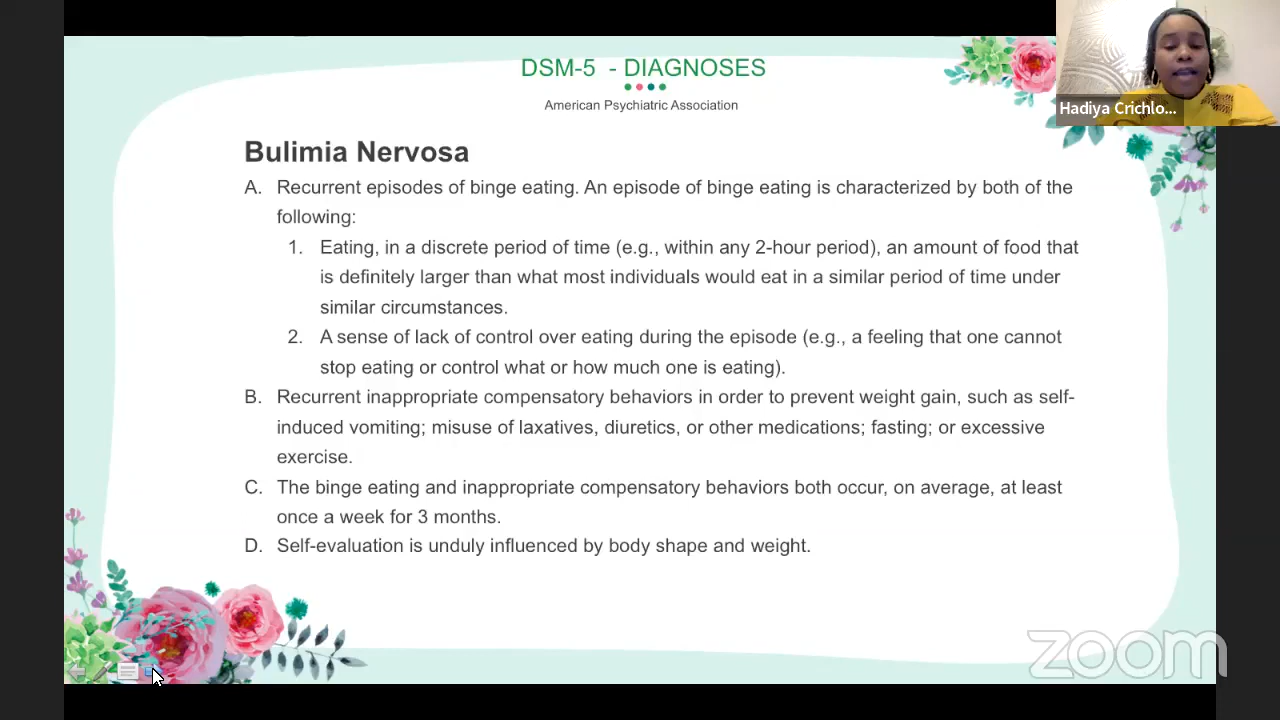 DSM-5 - DIAGNOSES
American Psychiatric Association
Hadiya Crichlo...
Bulimia Nervosa
A. Recurrent episodes of binge eating. An episode of binge eating is characterized by both of the
following:
1. Eating, in a discrete period of time (e.g., within any 2-hour period), an amount of food that
is definitely larger than what most individuals would eat in a similar period of time under
similar circumstances.
2. A sense of lack of control over eating during the episode (e.g., a feeling that one cannot
stop eating or control what or how much one is eating).
B. Recurrent inappropriate compensatory behaviors in order to prevent weight gain, such as self-
induced vomiting; misuse of laxatives, diuretics, or other medications; fasting; or excessive
exercise.
C. The binge eating and inappropriate compensatory behaviors both occur, on average, at least
once a week for 3 months.
D. Self-evaluation is unduly influenced by body shape and weight.
zoom